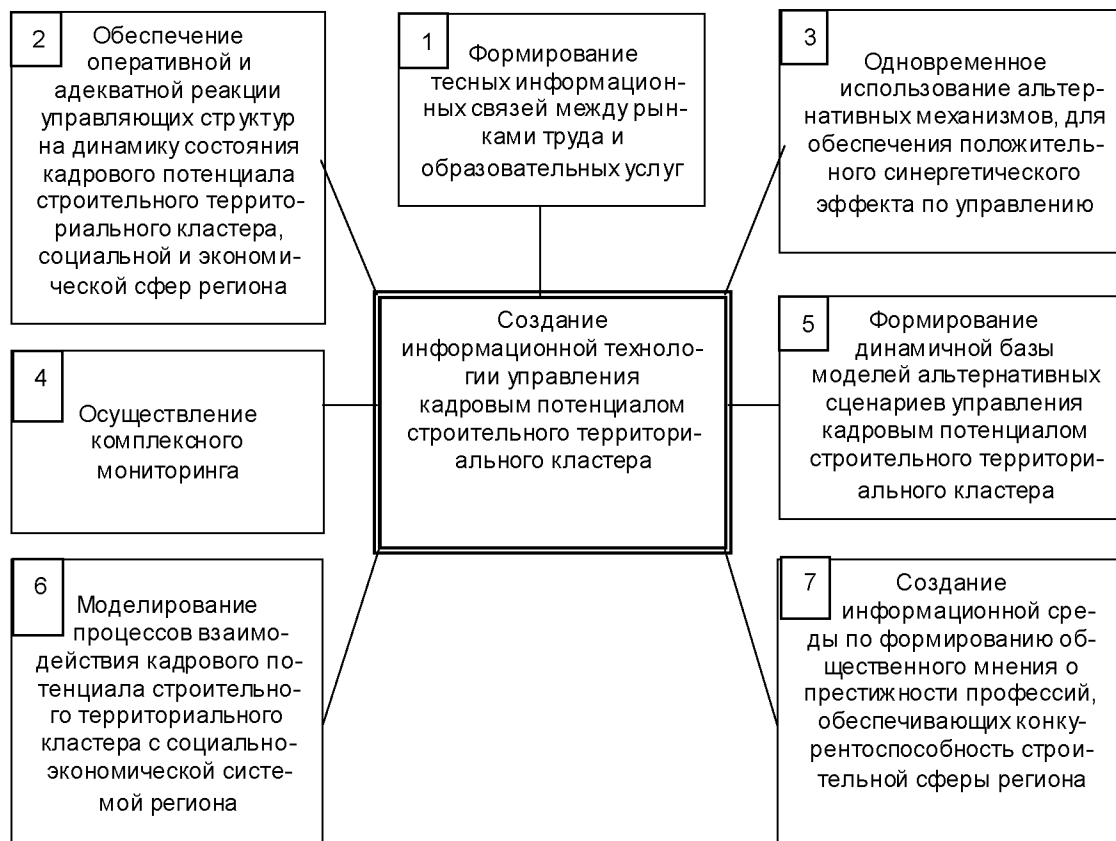 2
Обеспечение
оперативной и
адекватной реакции
управляющих структур
на динамику состояния
кадрового потенциала
строительного террито-
риального кластера,
социальной и экономи-
ческой сфер региона
1
Формирование
тесных информацион-
ных связей между рын-
ками труда и
образовательных услуг
3
Одновременное
использование альтер-
нативных механизмов, для
обеспечения положитель-
ного синергетического
эффекта по управлению
Создание
информационной техноло-
гии управления
кадровым потенциалом
строительного территори-
ального кластера
4
Осуществление
комплексного
мониторинга
5
Формирование
динамичной базы
моделей альтернативных
сценариев управления
кадровым потенциалом
строительного территори-
ального кластера
6
Моделирование
процессов взаимо-
действия кадрового по-
тенциала строительно-
го территориального
кластера с социально-
экономической систе-
мой региона
7
Создание
информационной сре-
ды по формированию об-
щественного мнения о
престижности профессий,
обеспечивающих конку-
рентоспособность строи-
тельной сферы региона